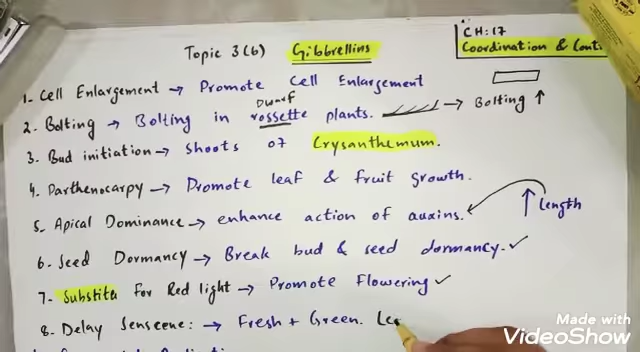 CH:17
Coordination & Cont
Topic 3(b) Gibbrellins
1. Cell Enlargement → Promote Cell Enlargement
Dwarf
2. Bolting → Bolting in rossette plants. → Bolting ↑
3. Bud initiation → shoots of Crysanthemum.
4. Parthenocarpy → Promote leaf & fruit growth.
5. Apical Dominance → enhance action of auxins. ↑ length
6. Seed Dormancy → Break bud & seed dormancy. ✓
7. Substite for Red light → Promote Flowering ✓
8. Delay Senscene: → Fresh + Green. Le
Made with
VideoShow